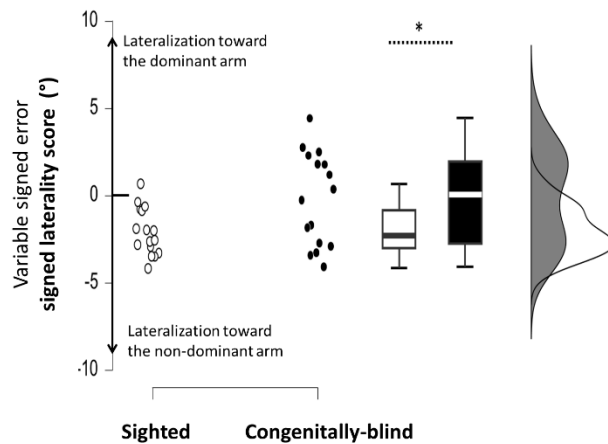 10
Lateralization toward
the dominant arm
*
5
0
-5
Lateralization toward
the non-dominant arm
-10
Variable signed error
signed laterality score (°)
Sighted
Congenitally-blind